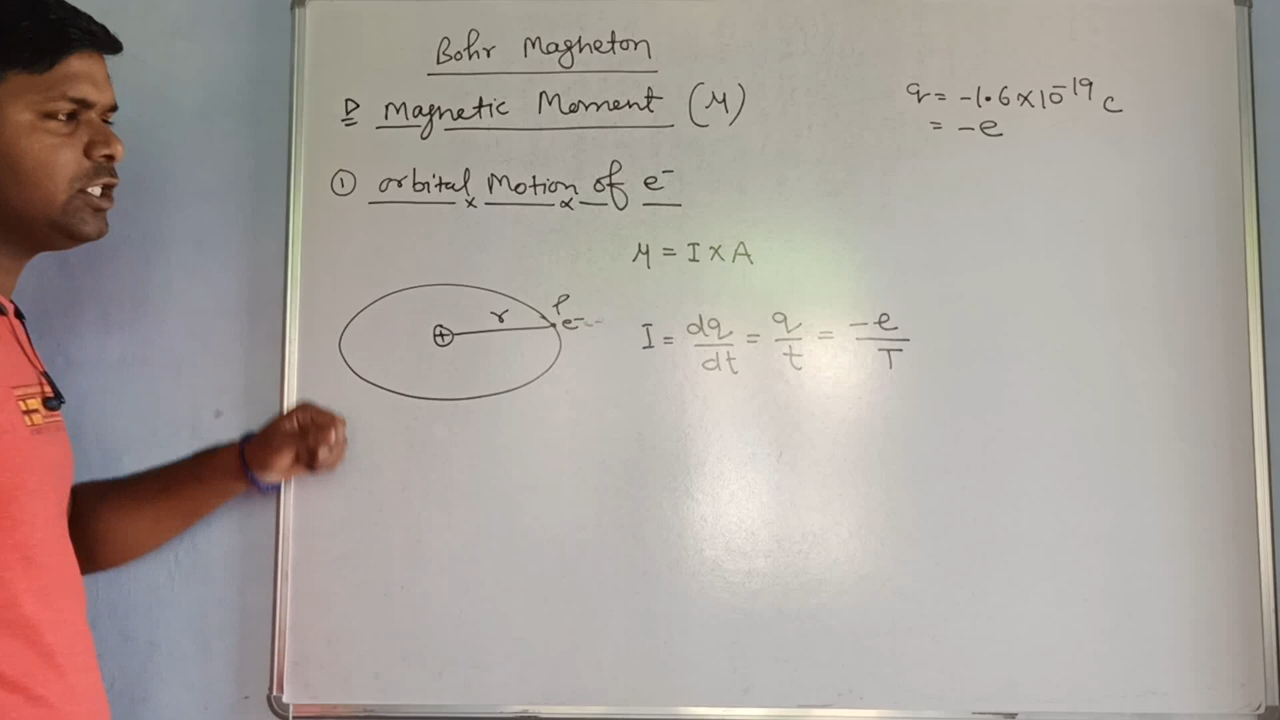 Bohr Magneton
⇒ Magnetic Moment (M)
q = -1.6×10⁻¹⁹ C
= -e
① orbital Motion of e⁻
M = I × A
r
P
e⁻
+
I = dq/dt = q/t = -e/T